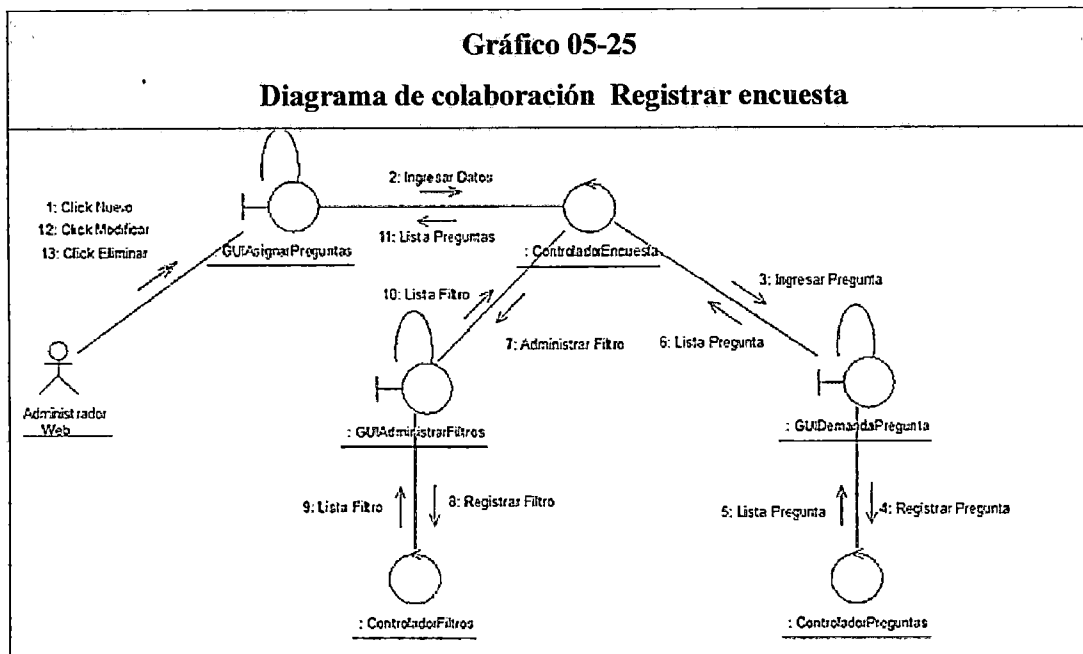 Gráfico 05-25
Diagrama de colaboración Registrar encuesta
1: Click Nuevo
12: Click Modificar
13: Click Eliminar
2: Ingresar Datos
11: Lista Preguntas
: GUIAsignarPreguntas
: ControladorEncuesta
10: Lista Filtro
7: Administrar Filtro
3: Ingresar Pregunta
6: Lista Pregunta
Administrador
Web
: GUIAdministrarFiltros
: GUIDemandaPregunta
9: Lista Filtro
8: Registrar Filtro
5: Lista Pregunta
4: Registrar Pregunta
: ControladorFiltros
: ControladorPreguntas